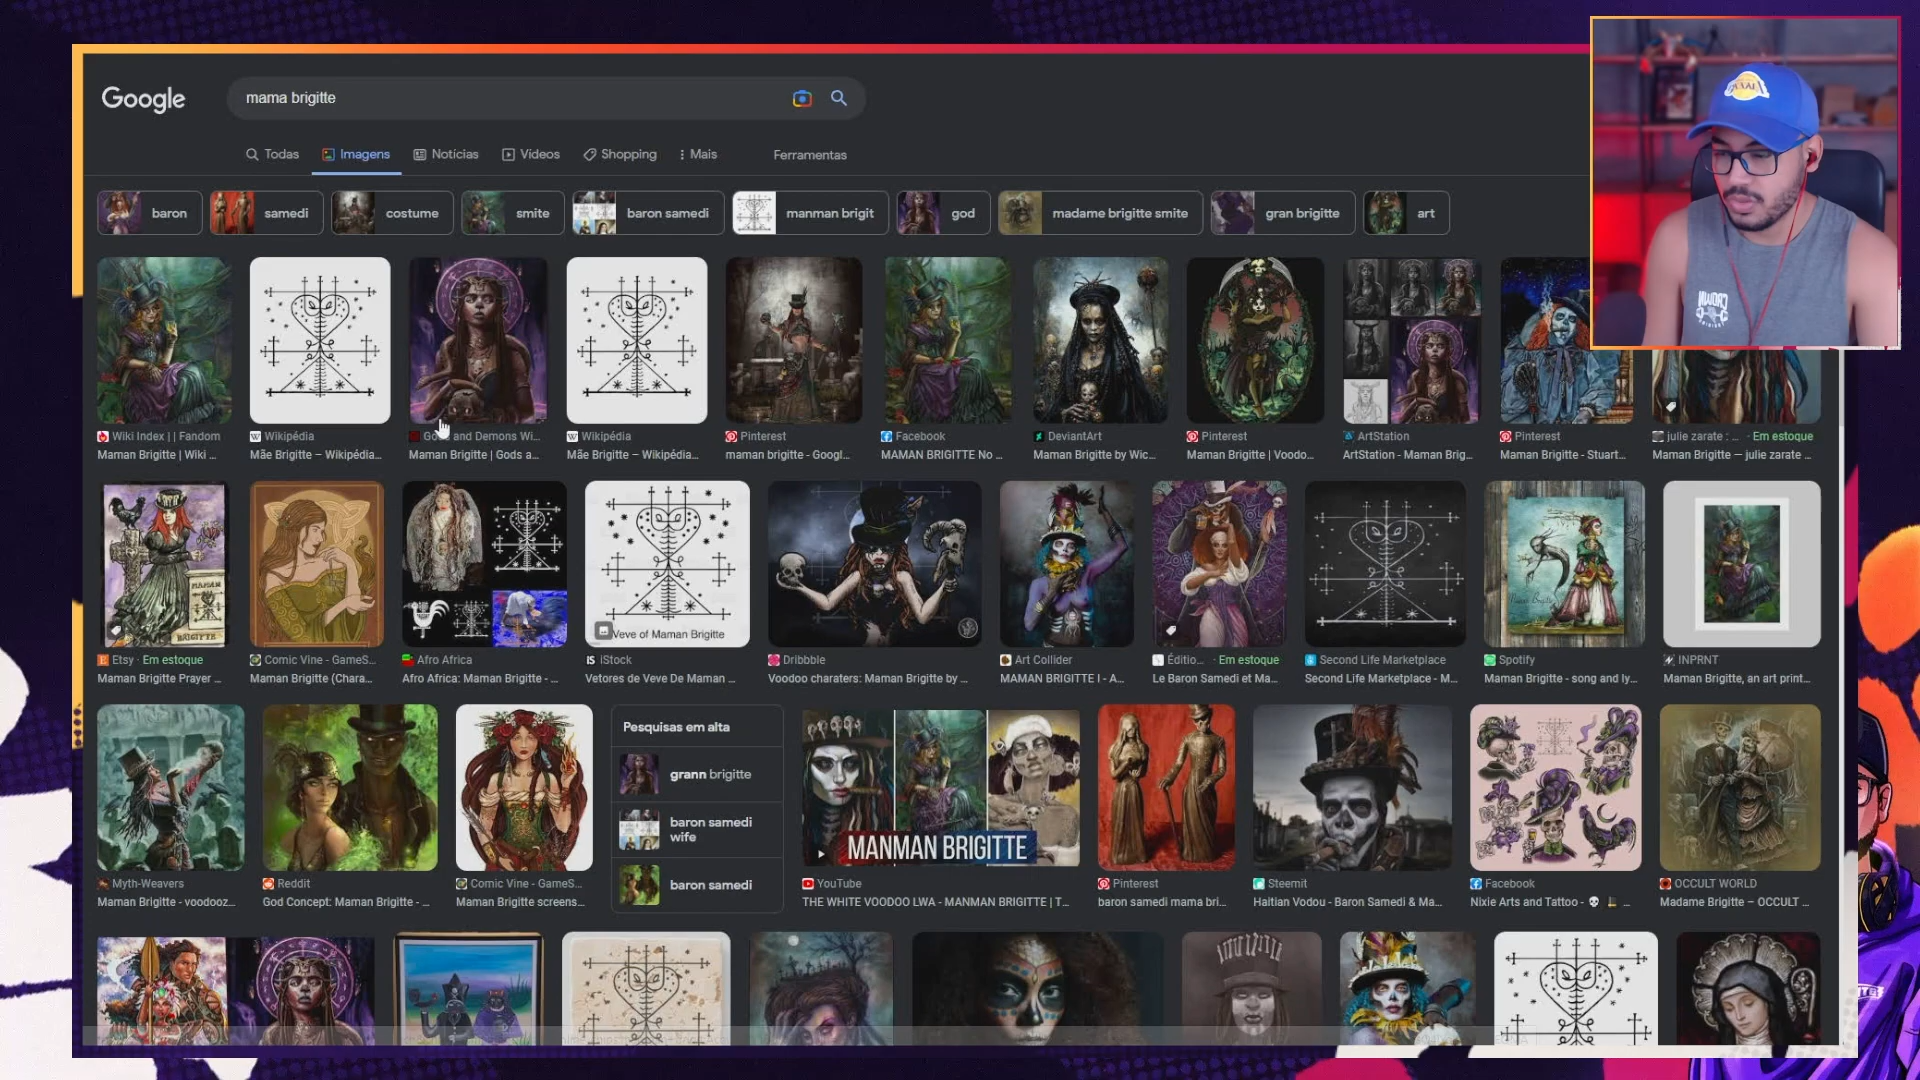 Google
mama brigitte
Todas
Imagens
Notícias
Videos
Shopping
Mais
Ferramentas
baron
samedi
costume
smite
baron samedi
manman brigit
god
madame brigitte smite
gran brigitte
art
Wiki Index | | Fandom
Maman Brigitte | Wiki ...
Wikipédia
Mãe Brigitte – Wikipédia...
and Demons Wi...
Maman Brigitte | Gods a...
Wikipédia
Mãe Brigitte – Wikipédia...
Pinterest
maman brigitte - Googl...
Facebook
MAMAN BRIGITTE No ...
DeviantArt
Maman Brigitte by Wic...
Pinterest
Maman Brigitte | Voodo...
ArtStation
ArtStation - Maman Brig...
Pinterest
Maman Brigitte - Stuart...
julie zarate : ... · Em estoque
Maman Brigitte — julie zarate ...
MAMAN
BRIGITTE
Veve of Maman Brigitte
Etsy · Em estoque
Maman Brigitte Prayer ...
Comic Vine - GameS...
Maman Brigitte (Chara...
Afro Africa
Afro Africa: Maman Brigitte - ...
iStock
Vetores de Veve De Maman ...
Dribbble
Voodoo charaters: Maman Brigitte by ...
Art Collider
MAMAN BRIGITTE I - A...
Éditio... · Em estoque
Le Baron Samedi et Ma...
Second Life Marketplace
Second Life Marketplace - M...
Spotify
Maman Brigitte - song and ly...
INPRNT
Maman Brigitte, an art print...
Pesquisas em alta
grann brigitte
baron samedi
wife
baron samedi
MANMAN BRIGITTE
Myth-Weavers
Maman Brigitte - voodooz...
Reddit
God Concept: Maman Brigitte - ...
Comic Vine - GameS...
Maman Brigitte screens...
YouTube
THE WHITE VOODOO LWA - MANMAN BRIGITTE | T...
Pinterest
baron samedi mama bri...
Steemit
Haitian Vodou - Baron Samedi & Ma...
Facebook
Nixie Arts and Tattoo - ...
OCCULT WORLD
Madame Brigitte – OCCULT ...